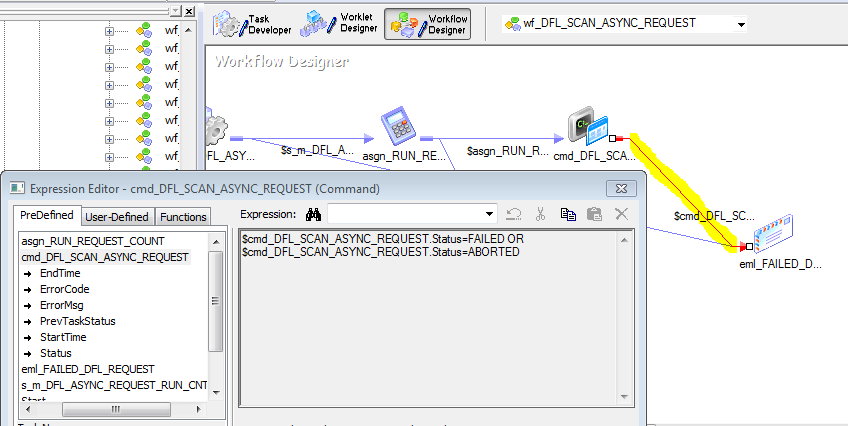 wf_
wf_
wf_
wf_
wf_
wf_
wf_
wf_
Task
Developer
Worklet
Designer
Workflow
Designer
wf_DFL_SCAN_ASYNC_REQUEST
Workflow Designer
FL_ASY...
$s_m_DFL_A...
asgn_RUN_RE...
$asgn_RUN_R...
cmd_DFL_SCA...
$cmd_DFL_SC...
eml_FAILED_D...
Expression Editor - cmd_DFL_SCAN_ASYNC_REQUEST (Command)
PreDefined
User-Defined
Functions
Expression:
asgn_RUN_REQUEST_COUNT
cmd_DFL_SCAN_ASYNC_REQUEST
EndTime
ErrorCode
ErrorMsg
PrevTaskStatus
StartTime
Status
eml_FAILED_DFL_REQUEST
s_m_DFL_ASYNC_REQUEST_RUN_CNT
Start
$cmd_DFL_SCAN_ASYNC_REQUEST.Status=FAILED OR
$cmd_DFL_SCAN_ASYNC_REQUEST.Status=ABORTED